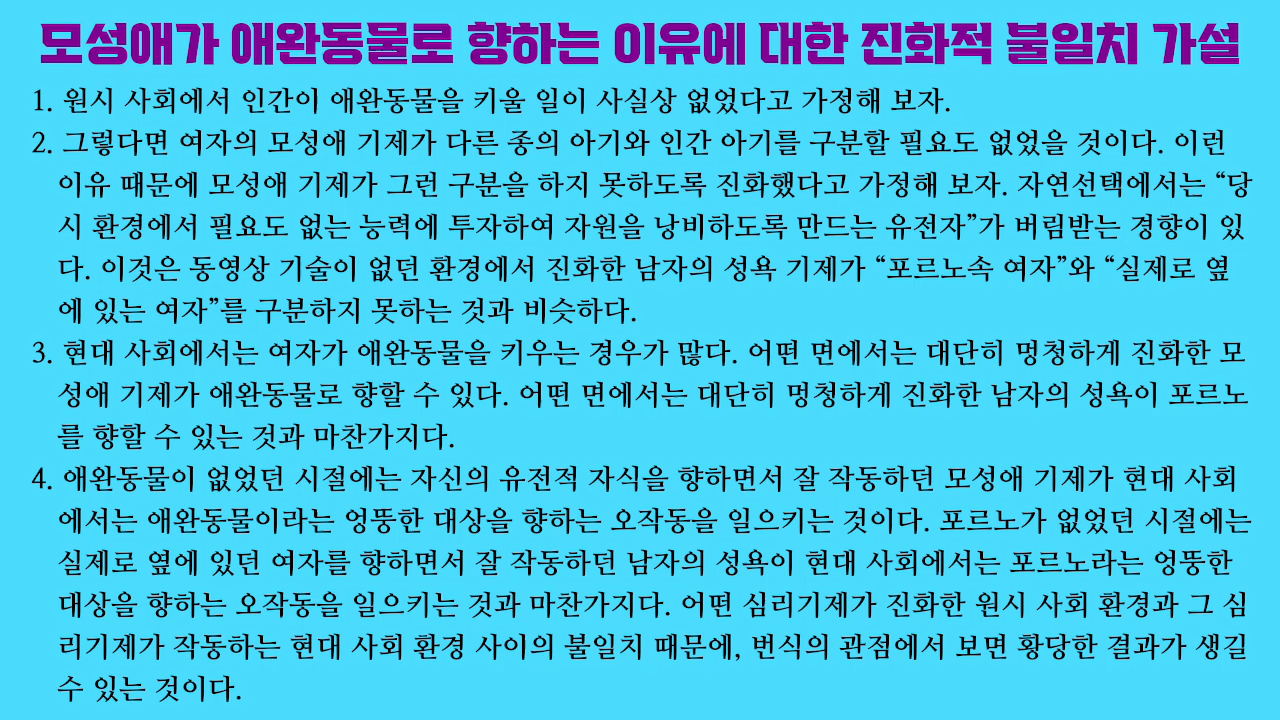 모성애가 애완동물로 향하는 이유에 대한 진화적 불일치 가설
1. 원시 사회에서 인간이 애완동물을 키울 일이 사실상 없었다고 가정해 보자.
2. 그렇다면 여자의 모성애 기제가 다른 종의 아기와 인간 아기를 구분할 필요도 없었을 것이다. 이런
이유 때문에 모성애 기제가 그런 구분을 하지 못하도록 진화했다고 가정해 보자. 자연선택에서는 “당
시 환경에서 필요도 없는 능력에 투자하여 자원을 낭비하도록 만드는 유전자”가 버림받는 경향이 있
다. 이것은 동영상 기술이 없던 환경에서 진화한 남자의 성욕 기제가 “포르노속 여자”와 “실제로 옆
에 있는 여자”를 구분하지 못하는 것과 비슷하다.
3. 현대 사회에서는 여자가 애완동물을 키우는 경우가 많다. 어떤 면에서는 대단히 멍청하게 진화한 모
성애 기제가 애완동물로 향할 수 있다. 어떤 면에서는 대단히 멍청하게 진화한 남자의 성욕이 포르노
를 향할 수 있는 것과 마찬가지다.
4. 애완동물이 없었던 시절에는 자신의 유전적 자식을 향하면서 잘 작동하던 모성애 기제가 현대 사회
에서는 애완동물이라는 엉뚱한 대상을 향하는 오작동을 일으키는 것이다. 포르노가 없었던 시절에는
실제로 옆에 있던 여자를 향하면서 잘 작동하던 남자의 성욕이 현대 사회에서는 포르노라는 엉뚱한
대상을 향하는 오작동을 일으키는 것과 마찬가지다. 어떤 심리기제가 진화한 원시 사회 환경과 그 심
리기제가 작동하는 현대 사회 환경 사이의 불일치 때문에, 번식의 관점에서 보면 황당한 결과가 생길
수 있는 것이다.